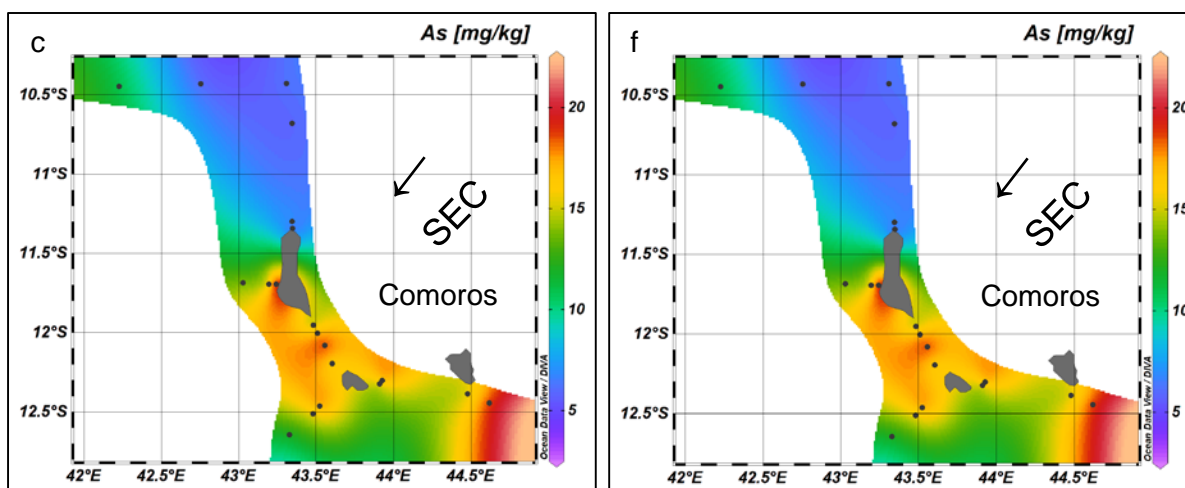 c
As [mg/kg]
10.5°S
11°S
11.5°S
12°S
12.5°S
42°E
42.5°E
43°E
43.5°E
44°E
44.5°E
SEC
Comoros
20
15
10
5
Ocean Data View / DIVA
f
As [mg/kg]
10.5°S
11°S
11.5°S
12°S
12.5°S
42°E
42.5°E
43°E
43.5°E
44°E
44.5°E
SEC
Comoros
20
15
10
5
Ocean Data View / DIVA